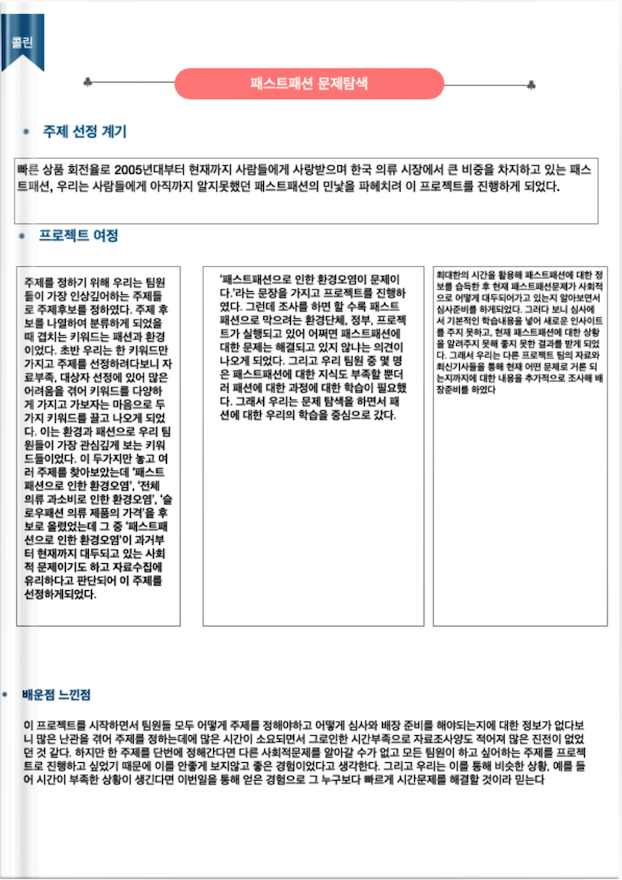 콜린
패스트패션 문제탐색
주제 선정 계기
빠른 상품 회전율로 2005년대부터 현재까지 사람들에게 사랑받으며 한국 의류 시장에서 큰 비중을 차지하고 있는 패스
트패션, 우리는 사람들에게 아직까지 알지못했던 패스트패션의 민낯을 파헤치려 이 프로젝트를 진행하게 되었다.
프로젝트 여정
주제를 정하기 위해 우리는 팀원
들이 가장 인상깊어하는 주제들
로 주제후보를 정하였다. 주제 후
보를 나열하여 분류하게 되었을
때 겹치는 키워드는 패션과 환경
이었다. 초반 우리는 한 키워드만
가지고 주제를 선정하려다보니 자
료부족, 대상자 선정에 있어 많은
어려움을 겪어 키워드를 다양하
게 가지고 가보자는 마음으로 두
가지 키워드를 끌고 나오게 되었
다. 이는 환경과 패션으로 우리 팀
원들이 가장 관심깊게 보는 키워
드들이었다. 이 두가지만 놓고 여
러 주제를 찾아보았는데 ‘패스트
패션으로 인한 환경오염’, ‘전체
의류 과소비로 인한 환경오염’, ‘슬
로우패션 의류 제품의 가격’을 후
보로 올렸었는데 그 중 ‘패스트패
션으로 인한 환경오염’이 과거부
터 현재까지 대두되고 있는 사회
적 문제이기도 하고 자료수집에
유리하다고 판단되어 이 주제를
선정하게되었다.
‘패스트패션으로 인한 환경오염이 문제이
다.’라는 문장을 가지고 프로젝트를 진행하
였다. 그런데 조사를 하면 할 수록 패스트
패션으로 막으려는 환경단체, 정부, 프로젝
트가 실행되고 있어 어쩌면 패스트패션에
대한 문제는 해결되고 있지 않냐는 의견이
나오게 되었다. 그리고 우리 팀원 중 몇 명
은 패스트패션에 대한 지식도 부족할 뿐더
러 패션에 대한 과정에 대한 학습이 필요했
다. 그래서 우리는 문제 탐색을 하면서 패
션에 대한 우리의 학습을 중심으로 갔다.
최대한의 시간을 활용해 패스트패션에 대한 정
보를 습득한 후 현재 패스트패션문제가 사회적
으로 어떻게 대두되어가고 있는지 알아보면서
심사준비를 하게되었다. 그러다 보니 심사에
서 기본적인 학습내용을 넣어 새로운 인사이트
를 주지 못하고, 현재 패스트패션에 대한 상황
을 알려주지 못해 좋지 못한 결과를 받게 되었
다. 그래서 우리는 다른 프로젝트 팀의 자료와
최신기사들을 통해 현재 어떤 문제로 거론 되
는지까지에 대한 내용을 추가적으로 조사해 배
장준비를 하였다
배운점 느낀점
이 프로젝트를 시작하면서 팀원들 모두 어떻게 주제를 정해야하고 어떻게 심사와 배장 준비를 해야되는지에 대한 정보가 없다보
니 많은 난관을 겪어 주제를 정하는데에 많은 시간이 소요되면서 그로인한 시간부족으로 자료조사양도 적어져 많은 진전이 없었
던 것 같다. 하지만 한 주제를 단번에 정해간다면 다른 사회적문제를 알아갈 수가 없고 모든 팀원이 하고 싶어하는 주제를 프로젝
트로 진행하고 싶었기 때문에 이를 안좋게 보지않고 좋은 경험이었다고 생각한다. 그리고 우리는 이를 통해 비슷한 상황, 예를 들
어 시간이 부족한 상황이 생긴다면 이번일을 통해 얻은 경험으로 그 누구보다 빠르게 시간문제를 해결할 것이라 믿는다